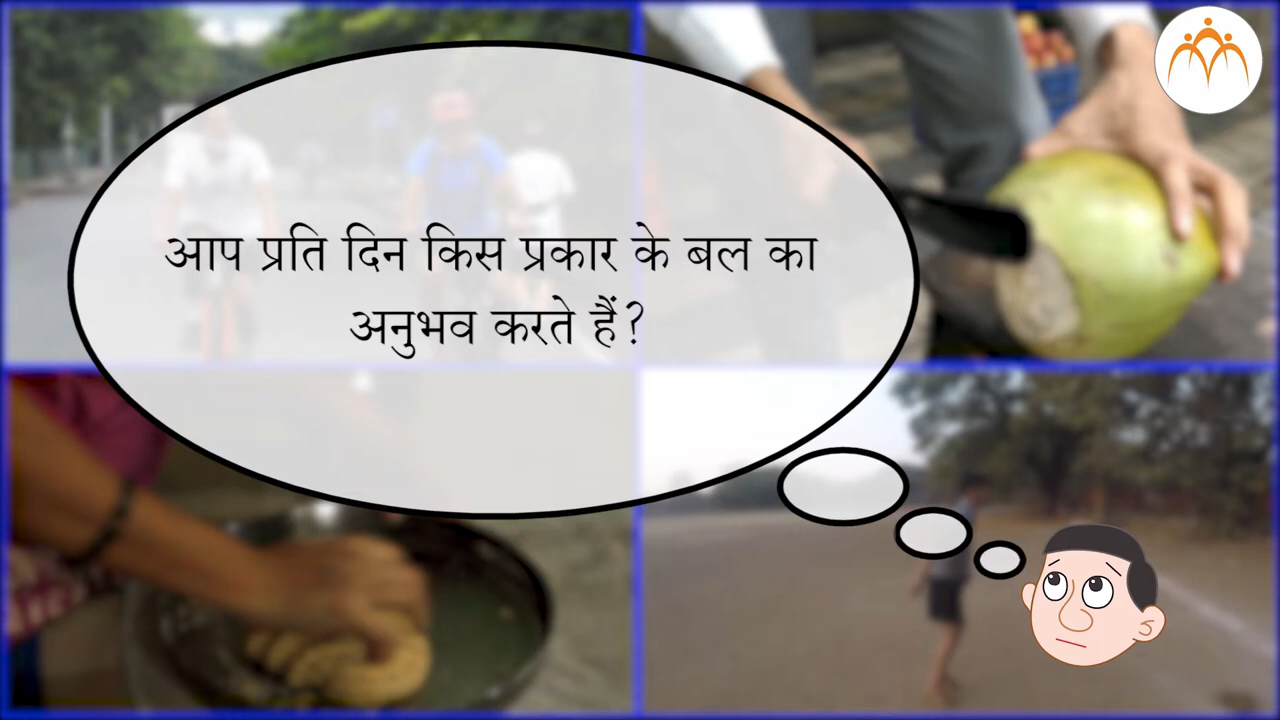 आप प्रति दिन किस प्रकार के बल का
अनुभव करते हैं?